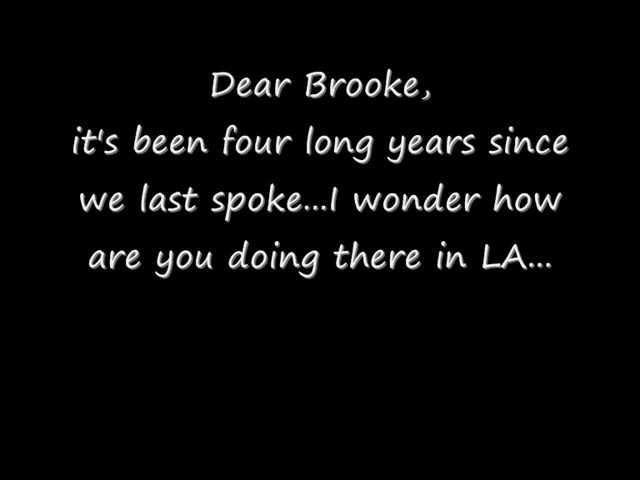 Dear Brooke,
it's been four long years since
we last spoke...I wonder how
are you doing there in LA...